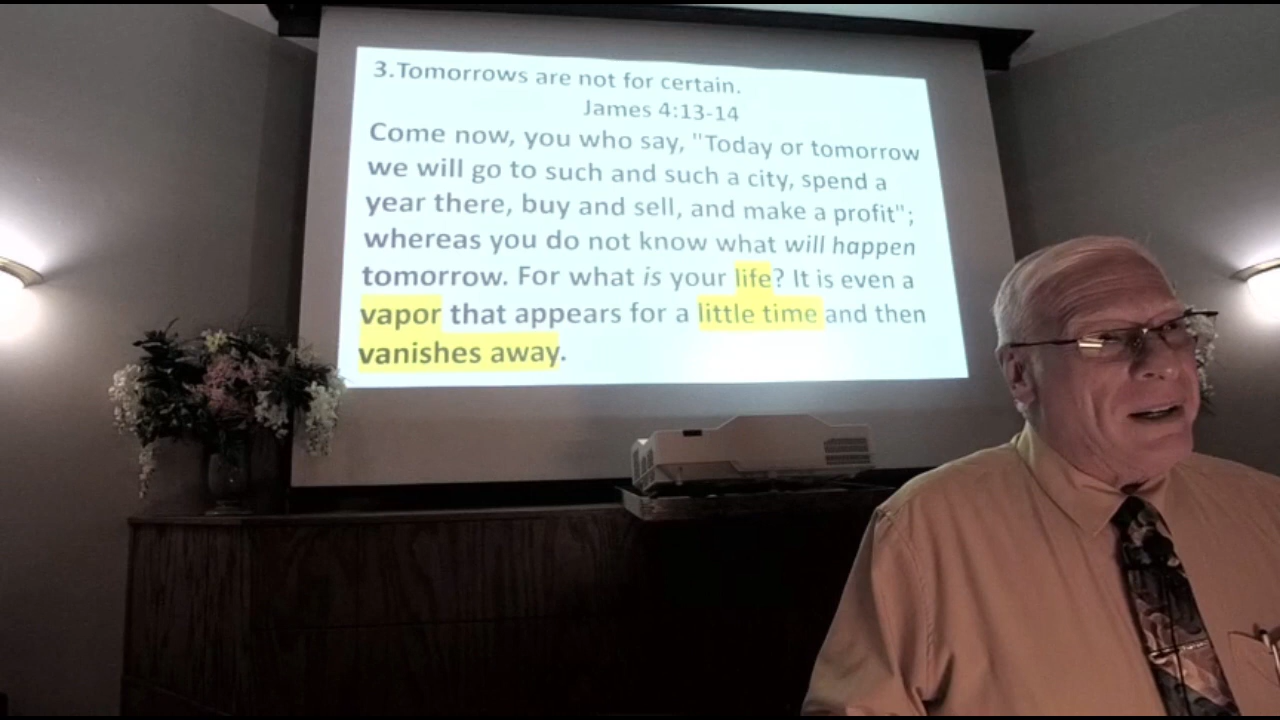 3.Tomorrows are not for certain.
James 4:13-14
Come now, you who say, "Today or tomorrow
we will go to such and such a city, spend a
year there, buy and sell, and make a profit";
whereas you do not know what will happen
tomorrow. For what is your life? It is even a
vapor that appears for a little time and then
vanishes away.